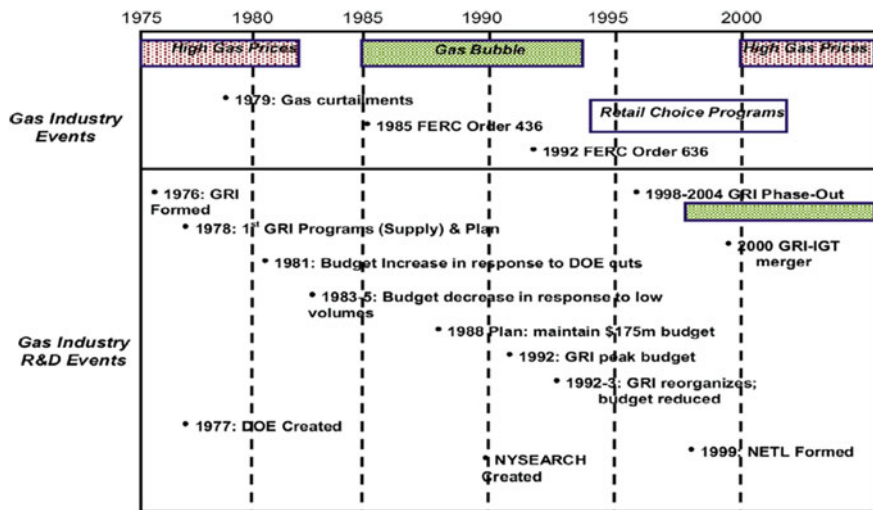 1975 1980 1985 1990 1995 2000
High Gas Prices Gas Bubble High Gas Prices
Gas Industry
Events
• 1979: Gas curtailments
Retail Choice Programs
• 1985 FERC Order 436
• 1992 FERC Order 636
Gas Industry
R&D Events
• 1976: GRI
Formed
• 1998-2004 GRI Phase-Out
• 1978: 1st GRI Programs (Supply) & Plan
• 2000 GRI-IGT
merger
• 1981: Budget Increase in response to DOE cuts
• 1983-5: Budget decrease in response to low
volumes
• 1988 Plan: maintain $175m budget
• 1992: GRI peak budget
• 1992-3: GRI reorganizes;
budget reduced
• 1977: DOE Created
• NYSEARCH
Created
• 1999: NETL Formed